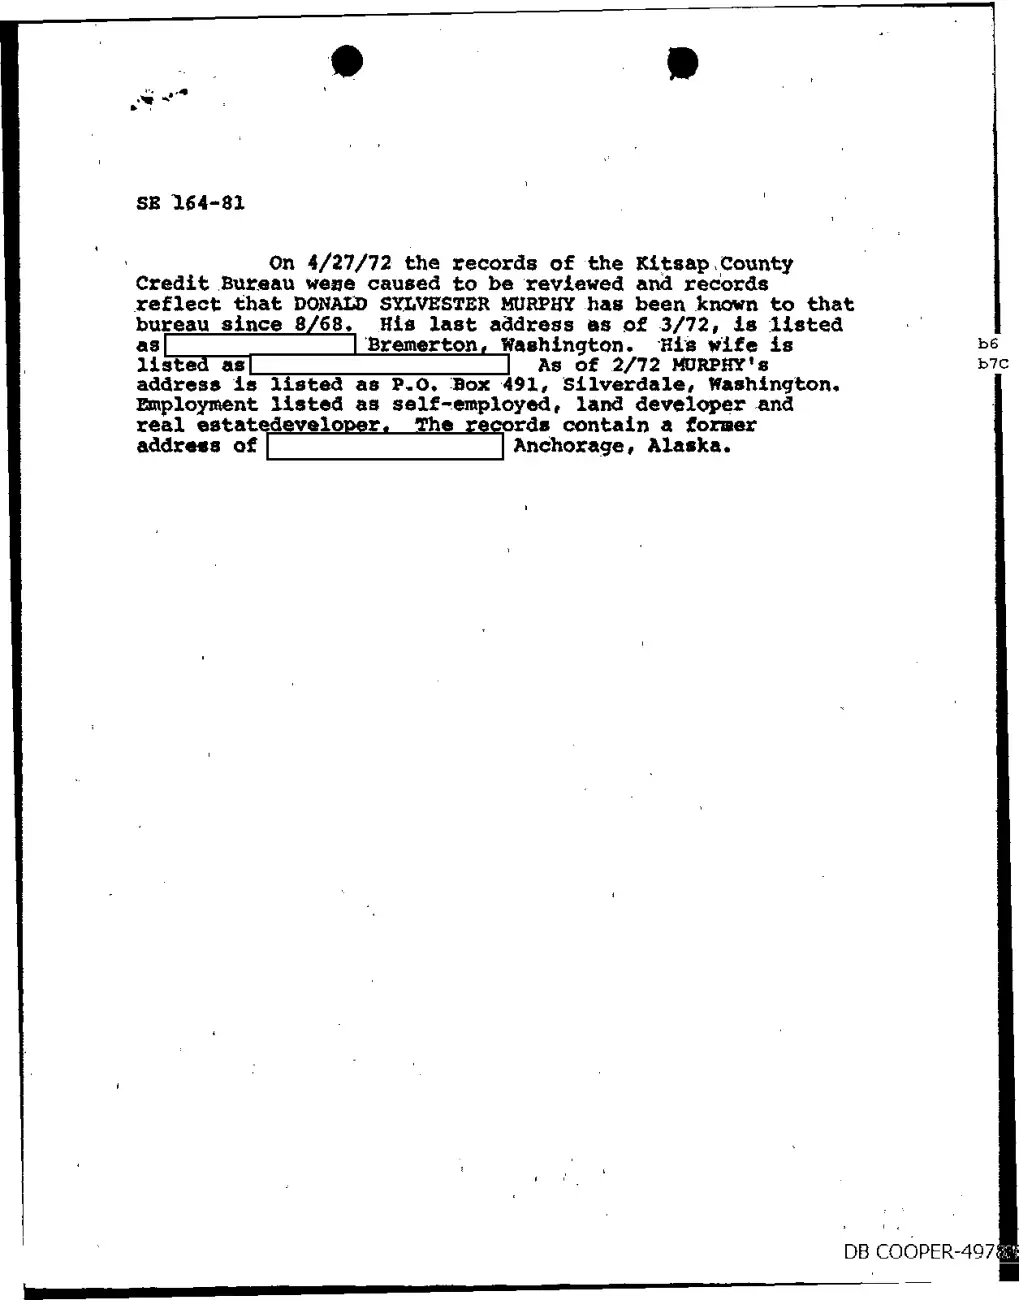 SE 164-81
On 4/27/72 the records of the Kitsap County
Credit Bureau were caused to be reviewed and records
reflect that DONALD SYLVESTER MURPHY has been known to that
bureau since 8/68. His last address as of 3/72, is listed
as Bremerton, Washington. His wife is
b6
listed as As of 2/72 MURPHY's
b7C
address is listed as P.O. Box 491, Silverdale, Washington.
Employment listed as self-employed, land developer and
real estatedeveloper. The records contain a former
address of Anchorage, Alaska.
DB COOPER-497